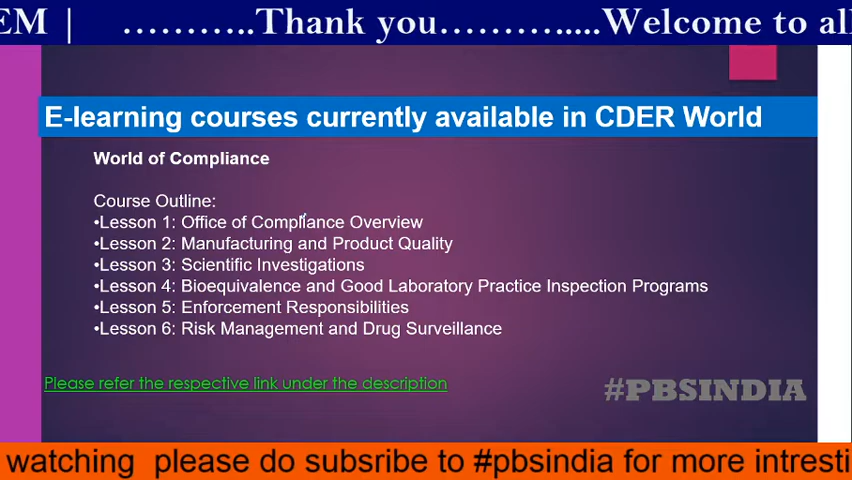 EM | ………..Thank you……….....Welcome to all
E-learning courses currently available in CDER World
World of Compliance
Course Outline:
•Lesson 1: Office of Compliance Overview
•Lesson 2: Manufacturing and Product Quality
•Lesson 3: Scientific Investigations
•Lesson 4: Bioequivalence and Good Laboratory Practice Inspection Programs
•Lesson 5: Enforcement Responsibilities
•Lesson 6: Risk Management and Drug Surveillance
Please refer the respective link under the description
#PBSINDIA
watching please do subsribe to #pbsindia for more intresti